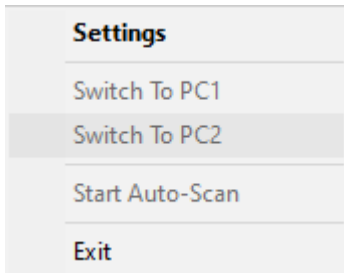 Settings
Switch To PC1
Switch To PC2
Start Auto-Scan
Exit